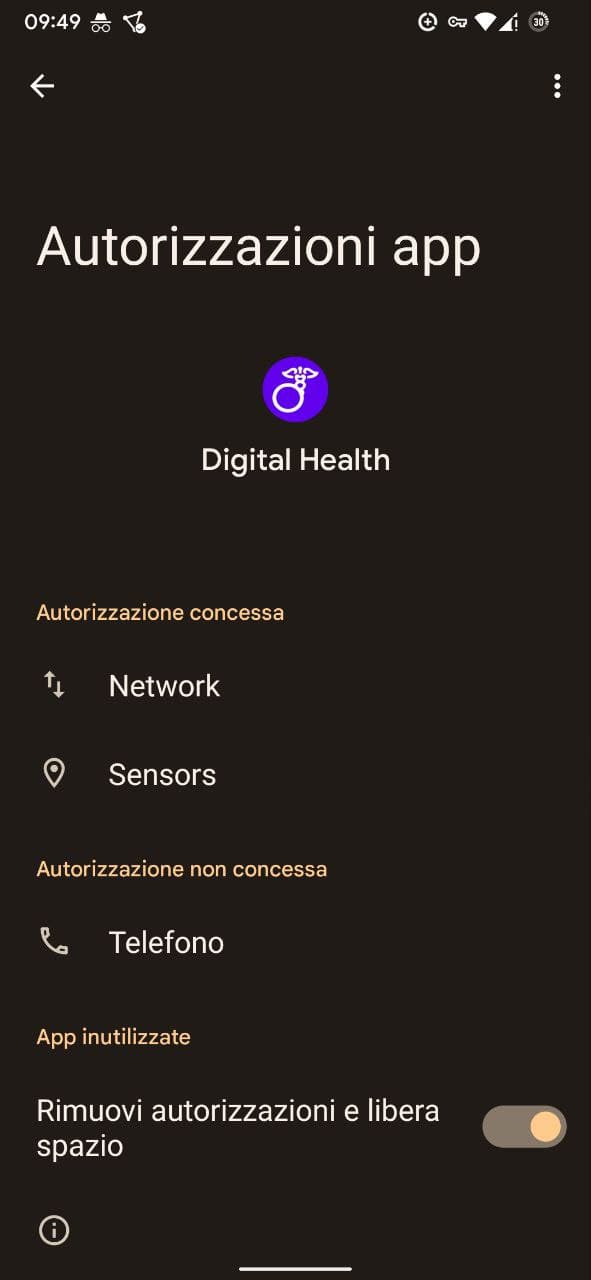 09:49
30
Autorizzazioni app
Digital Health
Autorizzazione concessa
Network
Sensors
Autorizzazione non concessa
Telefono
App inutilizzate
Rimuovi autorizzazioni e libera
spazio